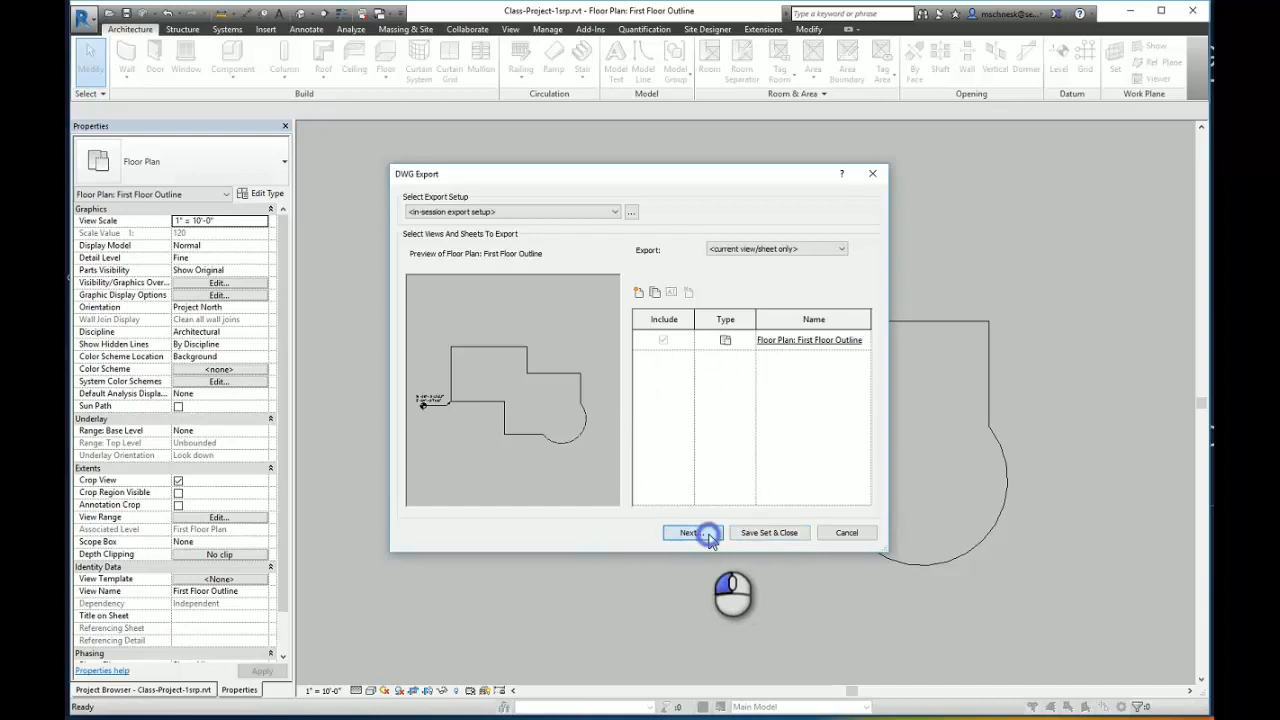 Class-Project-1srp.rvt - Floor Plan: First Floor Outline
Type a keyword or phrase
mschnesk@se...
Architecture Structure Systems Insert Annotate Analyze Massing & Site Collaborate View Manage Add-Ins Quantification Site Designer Extensions Modify
Modify Wall Door Window Component Column Roof Ceiling Floor Curtain System Curtain Grid Mullion Railing Ramp Stair Model Text Model Line Model Group Room Room Separator Tag Room Area Area Boundary Tag Area By Face Shaft Wall Vertical Dormer Level Grid Set Show Ref Plane Viewer
Select Build Circulation Model Room & Area Opening Datum Work Plane
Properties
Floor Plan
Floor Plan: First Floor Outline Edit Type
Graphics
View Scale 1" = 10'-0"
Scale Value 1: 120
Display Model Normal
Detail Level Fine
Parts Visibility Show Original
Visibility/Graphics Over... Edit...
Graphic Display Options Edit...
Orientation Project North
Wall Join Display Clean all wall joins
Discipline Architectural
Show Hidden Lines By Discipline
Color Scheme Location Background
Color Scheme <none>
System Color Schemes Edit...
Default Analysis Displa... None
Sun Path
Underlay
Range: Base Level None
Range: Top Level Unbounded
Underlay Orientation Look down
Extents
Crop View
Crop Region Visible
Annotation Crop
View Range Edit...
Associated Level First Floor Plan
Scope Box None
Depth Clipping No clip
Identity Data
View Template <None>
View Name First Floor Outline
Dependency Independent
Title on Sheet
Referencing Sheet
Referencing Detail
Phasing
Properties help Apply
Project Browser - Class-Project-1srp.rvt Properties
DWG Export
Select Export Setup
<in-session export setup>
Select Views And Sheets To Export
Preview of Floor Plan: First Floor Outline
Export: <current view/sheet only>
Include Type Name
Floor Plan: First Floor Outline
Next... Save Set & Close Cancel
1" = 10'-0"
Ready
:0 Main Model :0